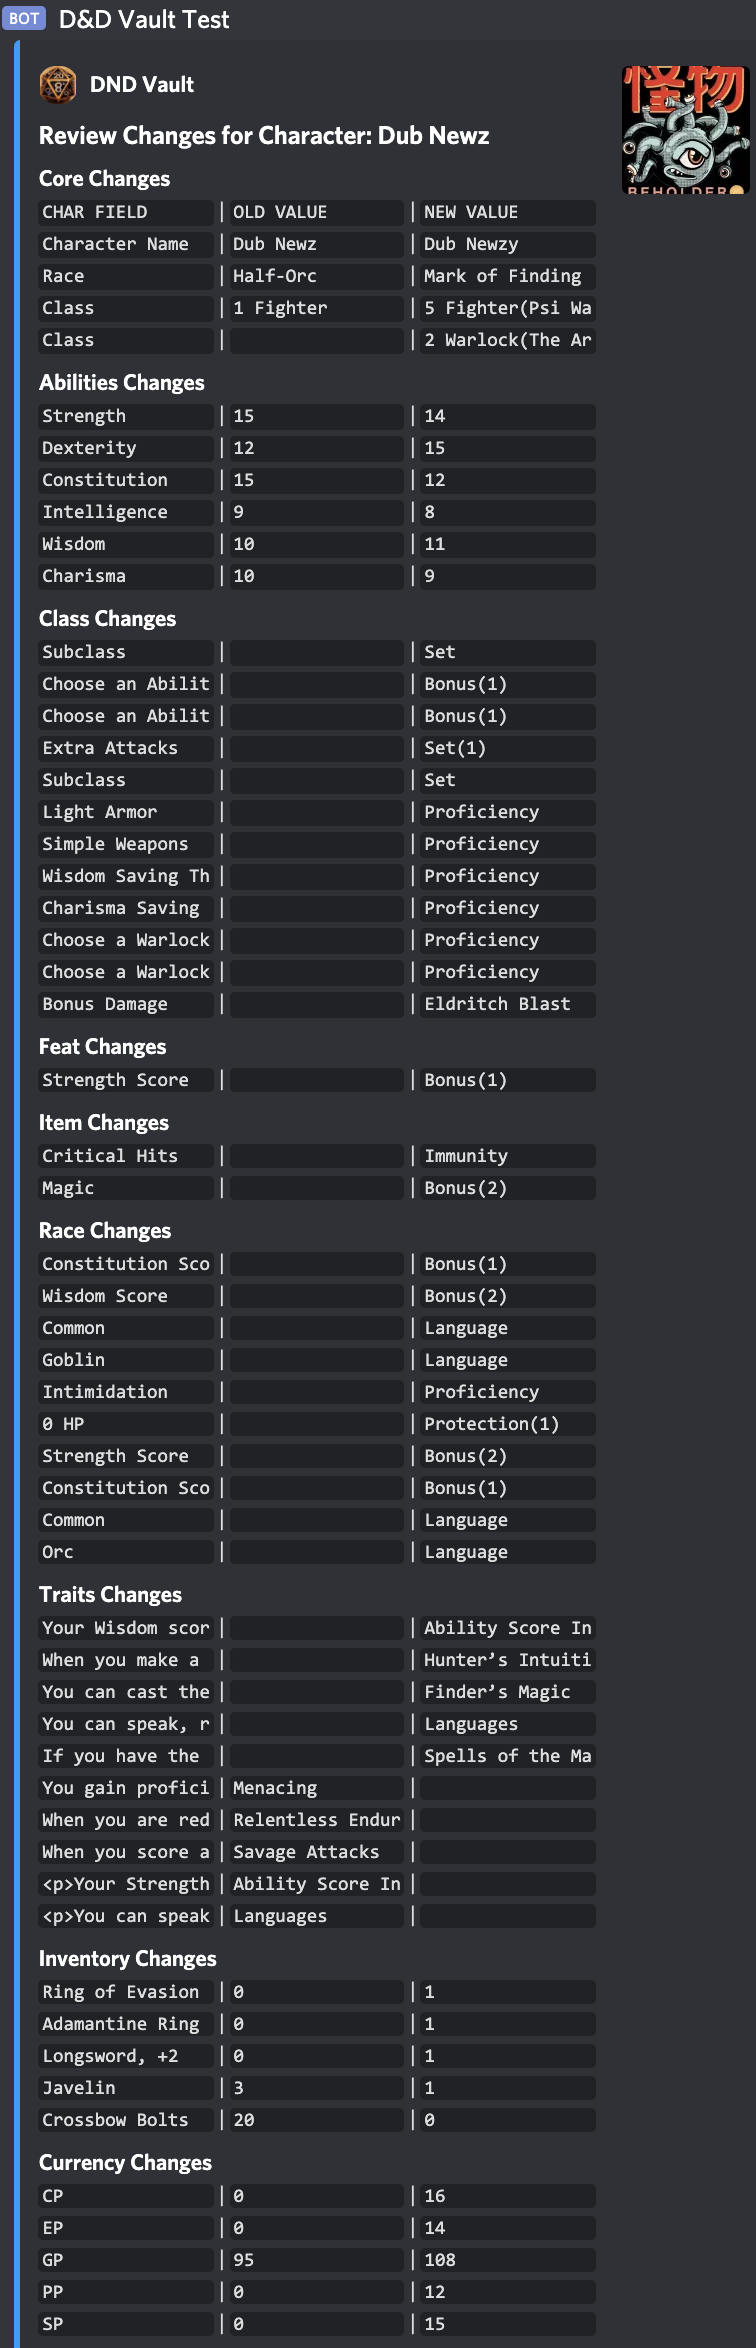 BOT D&D Vault Test
DND Vault
怪物
BEHOLDER
Review Changes for Character: Dub Newz
Core Changes
CHAR FIELD | OLD VALUE | NEW VALUE
Character Name | Dub Newz | Dub Newzy
Race | Half-Orc | Mark of Finding
Class | 1 Fighter | 5 Fighter(Psi Wa
Class | | 2 Warlock(The Ar
Abilities Changes
Strength | 15 | 14
Dexterity | 12 | 15
Constitution | 15 | 12
Intelligence | 9 | 8
Wisdom | 10 | 11
Charisma | 10 | 9
Class Changes
Subclass | | Set
Choose an Abilit | | Bonus(1)
Choose an Abilit | | Bonus(1)
Extra Attacks | | Set(1)
Subclass | | Set
Light Armor | | Proficiency
Simple Weapons | | Proficiency
Wisdom Saving Th | | Proficiency
Charisma Saving | | Proficiency
Choose a Warlock | | Proficiency
Choose a Warlock | | Proficiency
Bonus Damage | | Eldritch Blast
Feat Changes
Strength Score | | Bonus(1)
Item Changes
Critical Hits | | Immunity
Magic | | Bonus(2)
Race Changes
Constitution Sco | | Bonus(1)
Wisdom Score | | Bonus(2)
Common | | Language
Goblin | | Language
Intimidation | | Proficiency
0 HP | | Protection(1)
Strength Score | | Bonus(2)
Constitution Sco | | Bonus(1)
Common | | Language
Orc | | Language
Traits Changes
Your Wisdom scor | | Ability Score In
When you make a | | Hunter’s Intuiti
You can cast the | | Finder’s Magic
You can speak, r | | Languages
If you have the | | Spells of the Ma
You gain profici | Menacing |
When you are red | Relentless Endur |
When you score a | Savage Attacks |
<p>Your Strength | Ability Score In |
<p>You can speak | Languages |
Inventory Changes
Ring of Evasion | 0 | 1
Adamantine Ring | 0 | 1
Longsword, +2 | 0 | 1
Javelin | 3 | 1
Crossbow Bolts | 20 | 0
Currency Changes
CP | 0 | 16
EP | 0 | 14
GP | 95 | 108
PP | 0 | 12
SP | 0 | 15